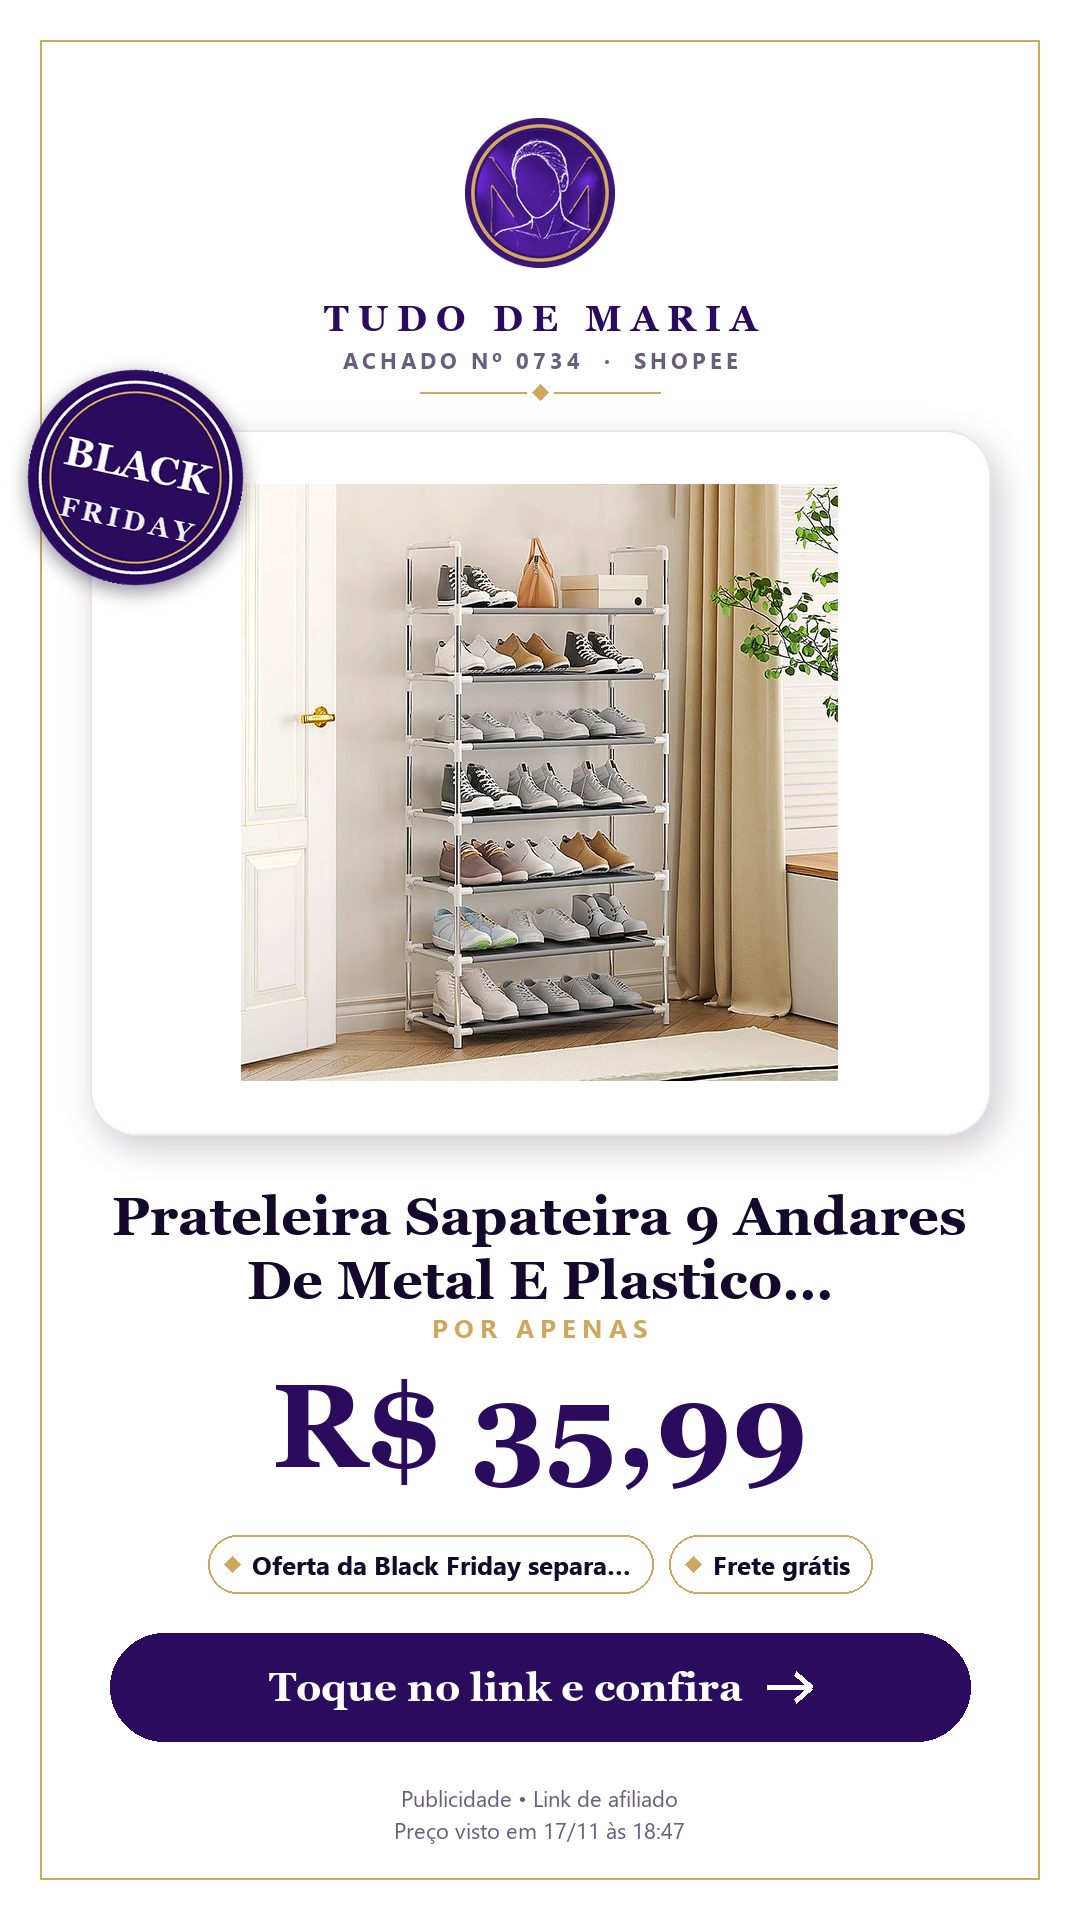 TUDO DE MARIA
ACHADO Nº 0734 · SHOPEE
BLACK
FRIDAY
Prateleira Sapateira 9 Andares
De Metal E Plastico...
POR APENAS
R$ 35,99
Oferta da Black Friday separa...
Frete grátis
Toque no link e confira →
Publicidade • Link de afiliado
Preço visto em 17/11 às 18:47